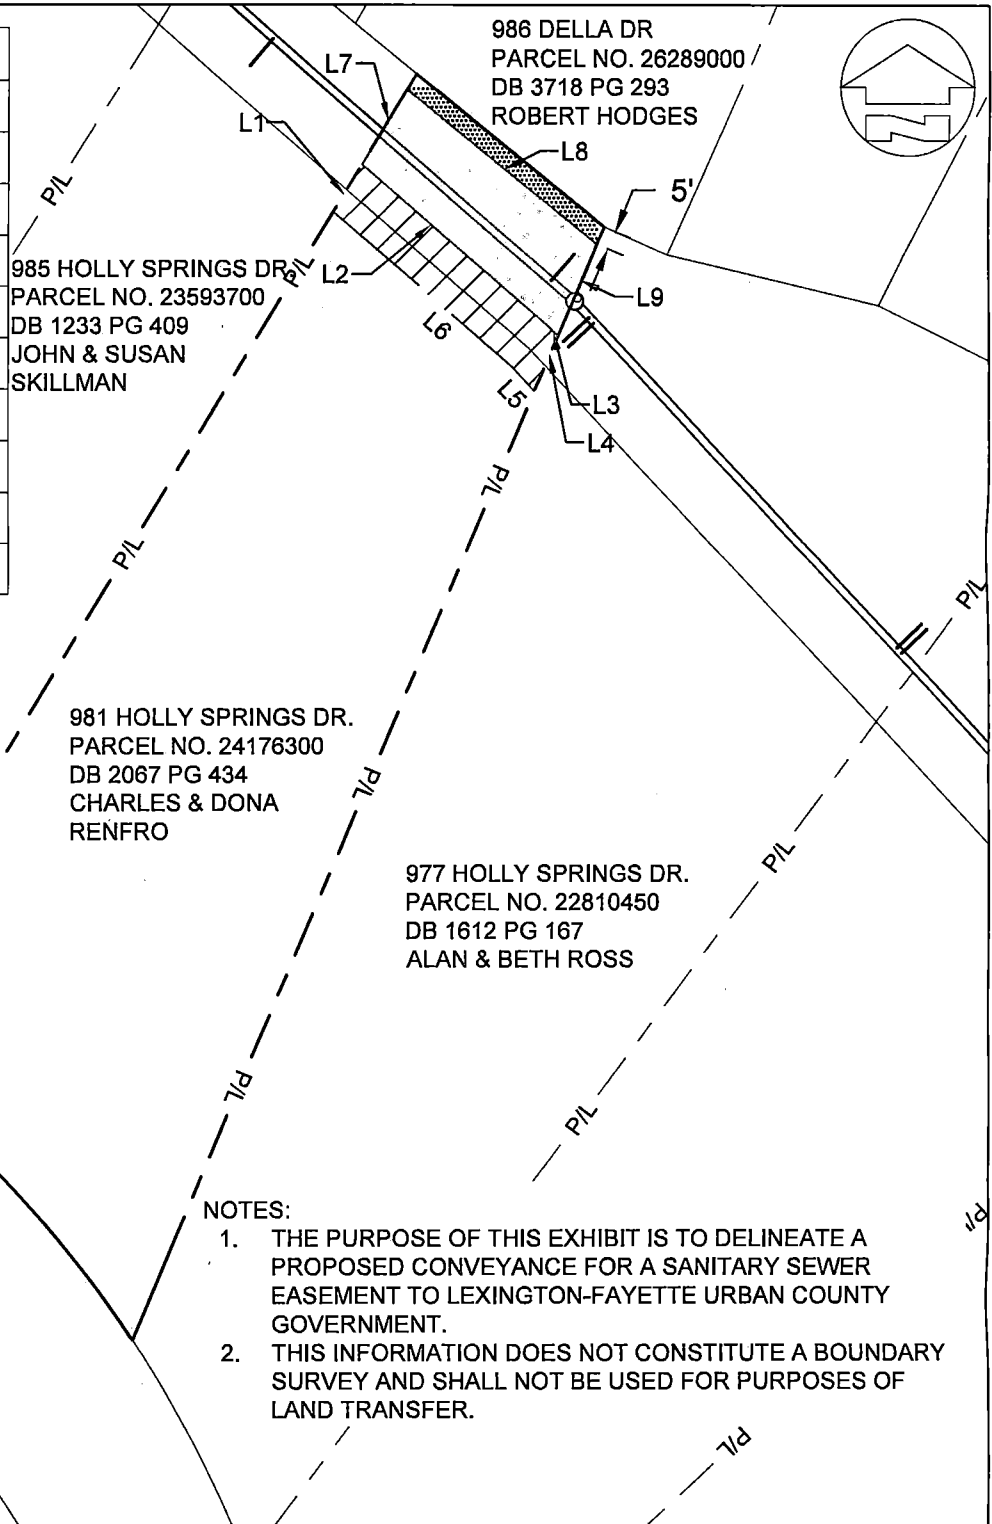 986 DELLA DR
PARCEL NO. 26289000
DB 3718 PG 293
ROBERT HODGES
L7
L1
L8
P/L
5'
985 HOLLY SPRINGS DR.
PARCEL NO. 23593700
DB 1233 PG 409
JOHN & SUSAN
SKILLMAN
P/L
L2
L9
L6
L5
L3
L4
P/L
P/L
P/L
981 HOLLY SPRINGS DR.
PARCEL NO. 24176300
DB 2067 PG 434
CHARLES & DONA
RENFRO
P/L
P/L
977 HOLLY SPRINGS DR.
PARCEL NO. 22810450
DB 1612 PG 167
ALAN & BETH ROSS
P/L
P/L
P/L
NOTES:
1. THE PURPOSE OF THIS EXHIBIT IS TO DELINEATE A
PROPOSED CONVEYANCE FOR A SANITARY SEWER
EASEMENT TO LEXINGTON-FAYETTE URBAN COUNTY
GOVERNMENT.
2. THIS INFORMATION DOES NOT CONSTITUTE A BOUNDARY
SURVEY AND SHALL NOT BE USED FOR PURPOSES OF
LAND TRANSFER.
P/L